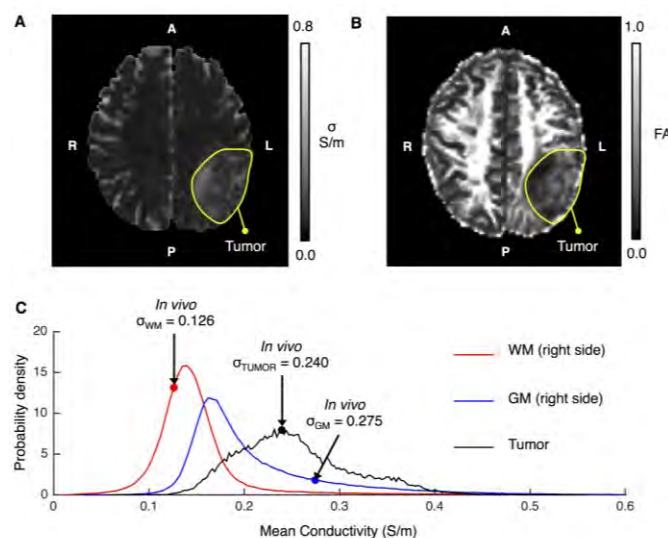 A
B
A
0.8
A
1.0
R
L
σ
S/m
R
L
FA
Tumor
Tumor
P
0.0
P
0.0
C
In vivo
σWM = 0.126
In vivo
σTUMOR = 0.240
In vivo
σGM = 0.275
WM (right side)
GM (right side)
Tumor
Probability density
20
15
10
5
0
0 0.1 0.2 0.3 0.4 0.5 0.6
Mean Conductivity (S/m)